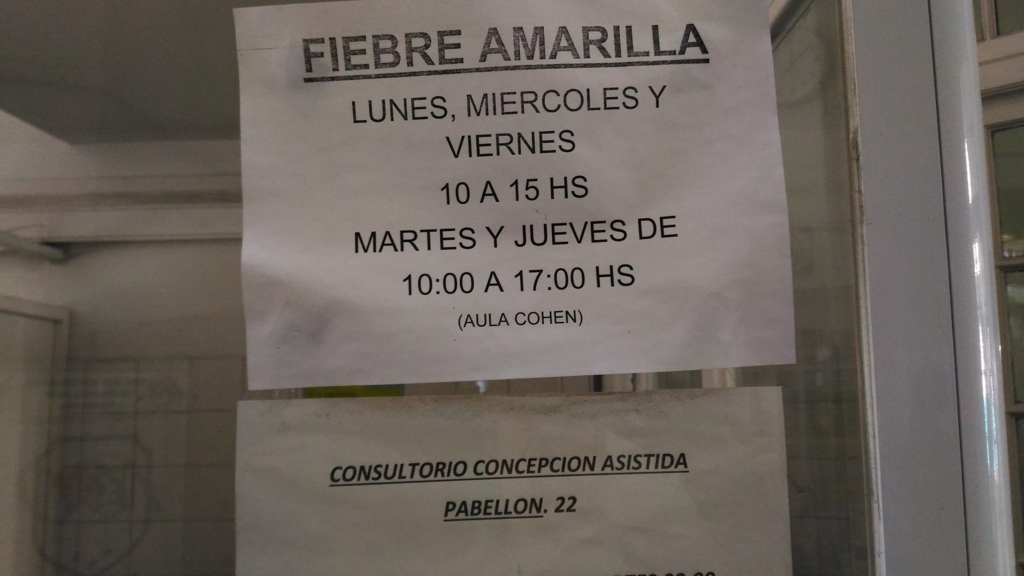 FIEBRE AMARILLA
LUNES, MIERCOLES Y
VIERNES
10 A 15 HS
MARTES Y JUEVES DE
10:00 A 17:00 HS
(AULA COHEN)
CONSULTORIO CONCEPCION ASISTIDA
PABELLON. 22